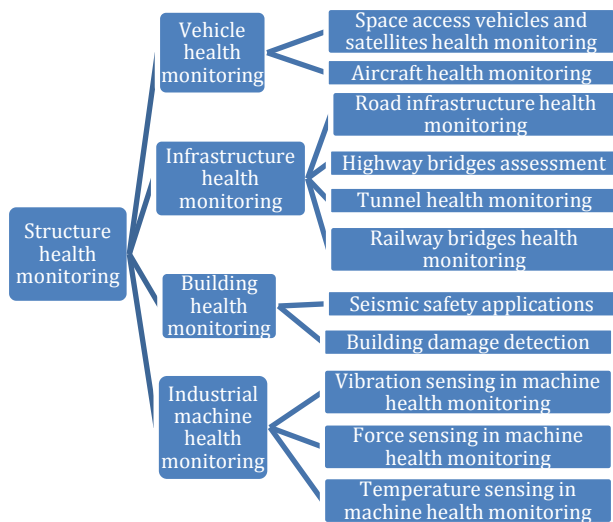 Structure
health
monitoring
Vehicle
health
monitoring
Space access vehicles and
satellites health monitoring
Aircraft health monitoring
Infrastructure
health
monitoring
Road infrastructure health
monitoring
Highway bridges assessment
Tunnel health monitoring
Railway bridges health
monitoring
Building
health
monitoring
Seismic safety applications
Building damage detection
Industrial
machine
health
monitoring
Vibration sensing in machine
health monitoring
Force sensing in machine
health monitoring
Temperature sensing in
machine health monitoring